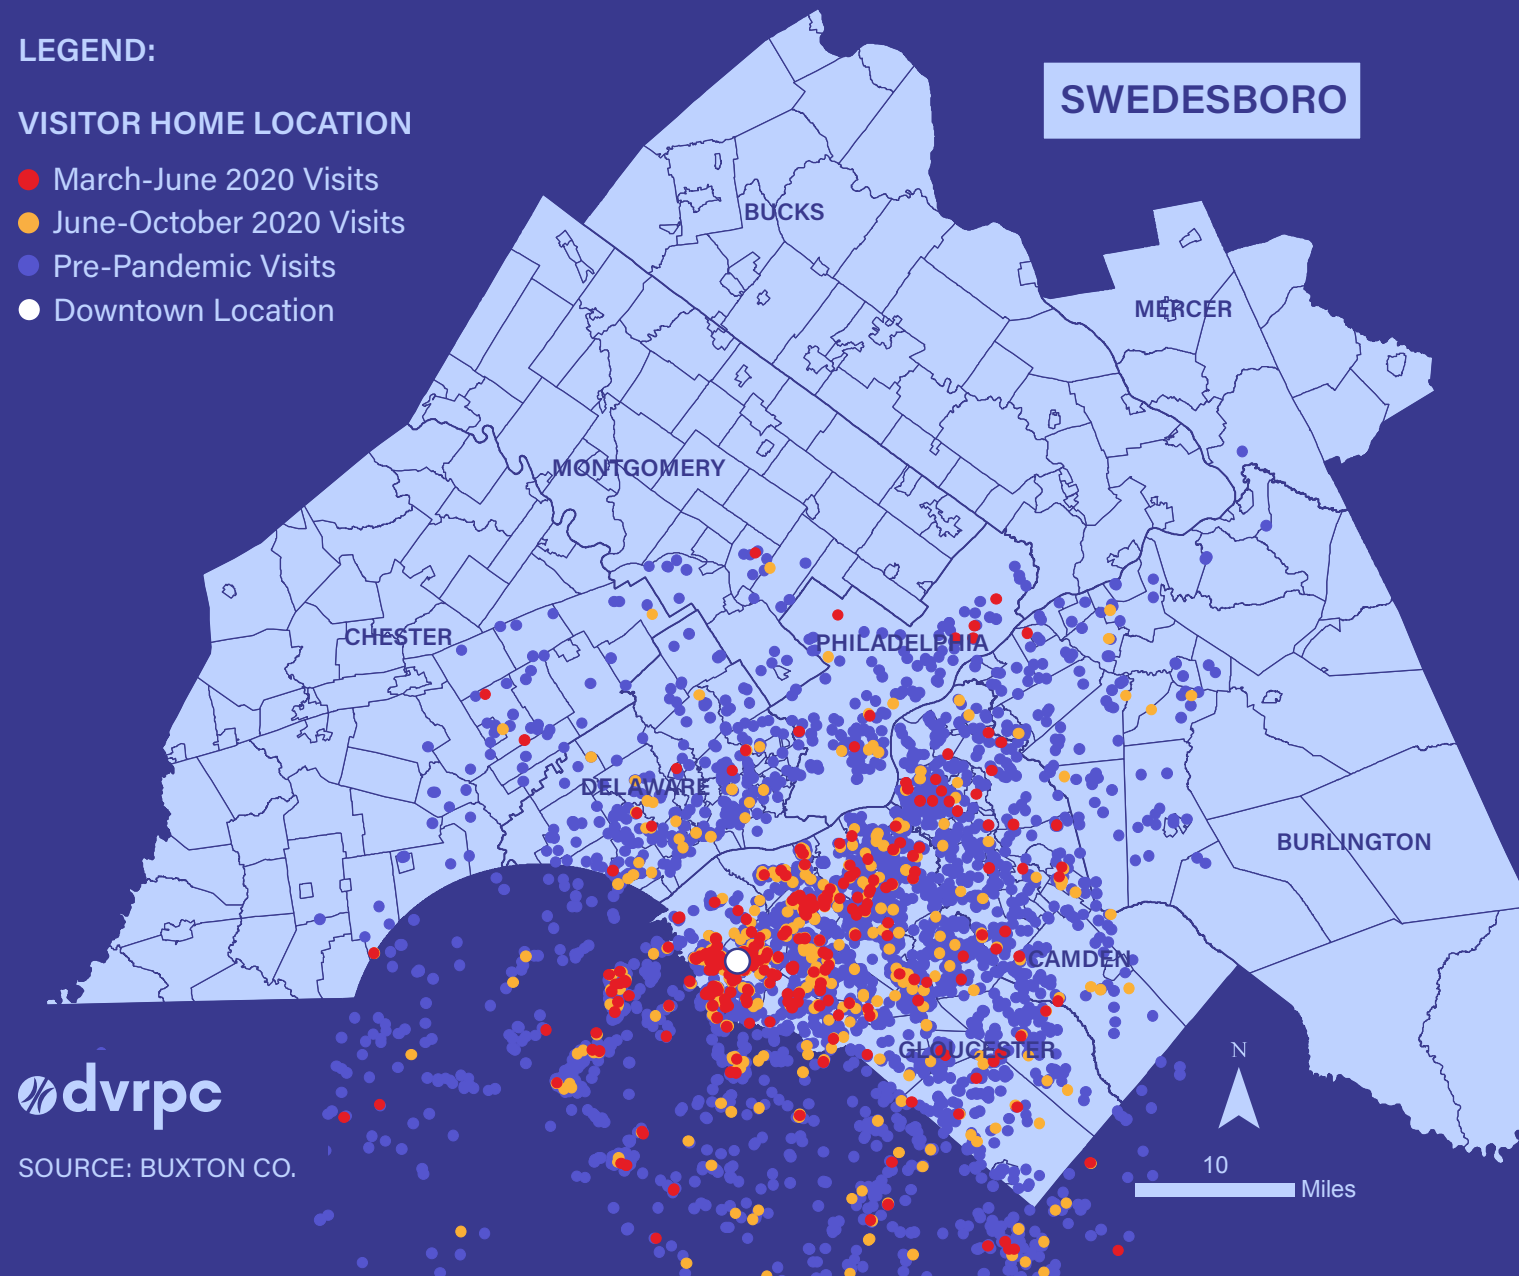 LEGEND:
SWEDESBORO
VISITOR HOME LOCATION
March-June 2020 Visits
June-October 2020 Visits
Pre-Pandemic Visits
Downtown Location
BUCKS
MERCER
MONTGOMERY
CHESTER
PHILADELPHIA
DELAWARE
BURLINGTON
CAMDEN
GLOUCESTER
N
dvrpc
10
Miles
SOURCE: BUXTON CO.